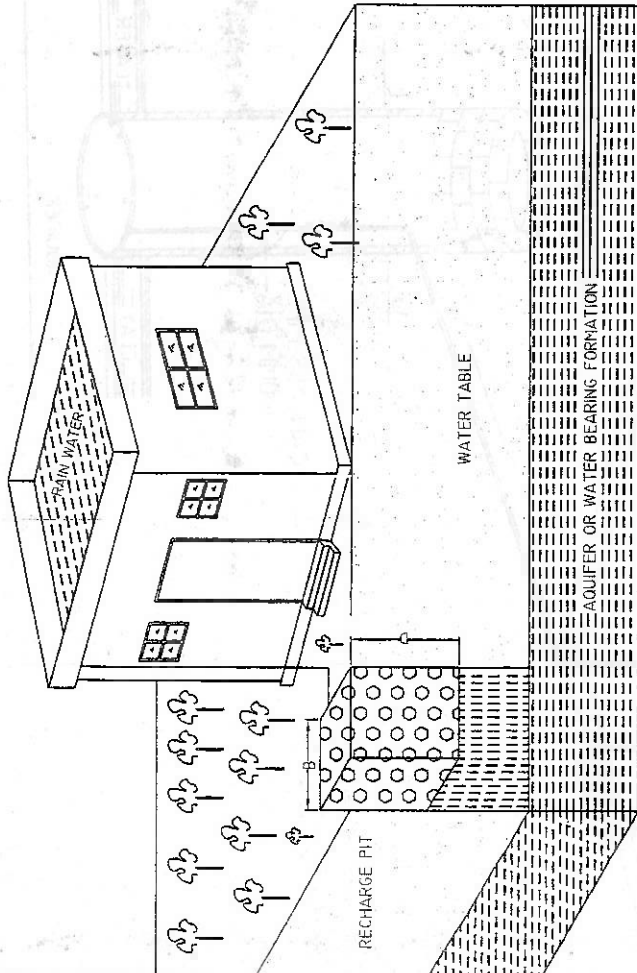 RAIN WATER
RECHARGE PIT
B
WATER TABLE
AQUIFER OR WATER BEARING FORMATION